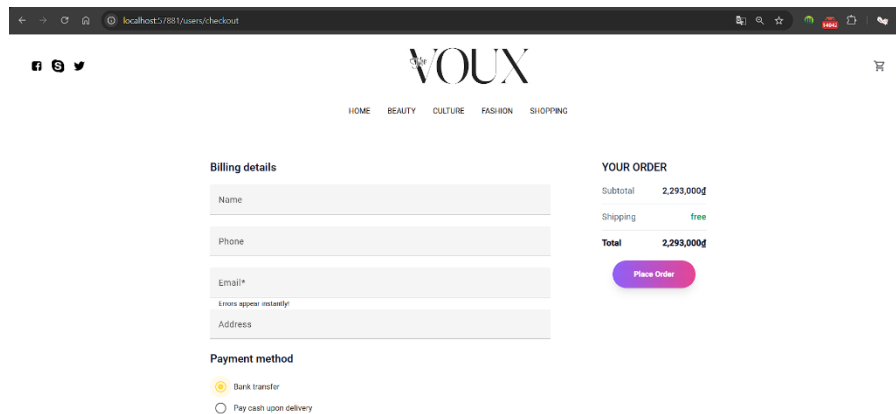 localhost:57881/users/checkout
The VOUX
HOME BEAUTY CULTURE FASHION SHOPPING
Billing details
Name
Phone
Email*
Errors appear instantly!
Address
Payment method
Bank transfer
Pay cash upon delivery
YOUR ORDER
Subtotal 2,293,000₫
Shipping free
Total 2,293,000₫
Place Order